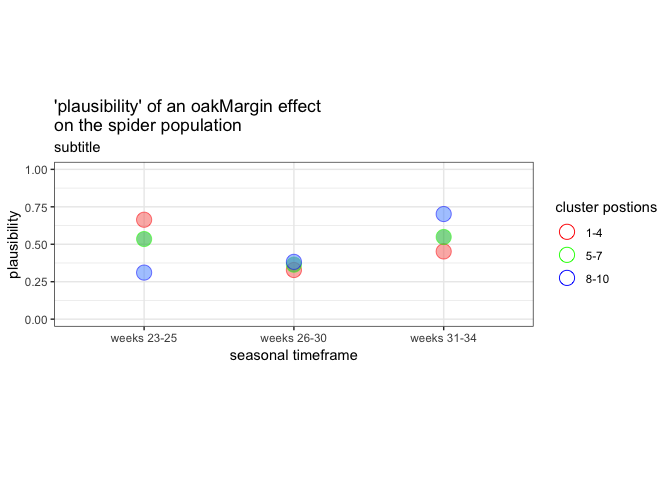 'plausibility' of an oakMargin effect
on the spider population
subtitle
1.00
0.75
0.50
0.25
0.00
plausibility
weeks 23-25
weeks 26-30
weeks 31-34
seasonal timeframe
cluster postions
1-4
5-7
8-10